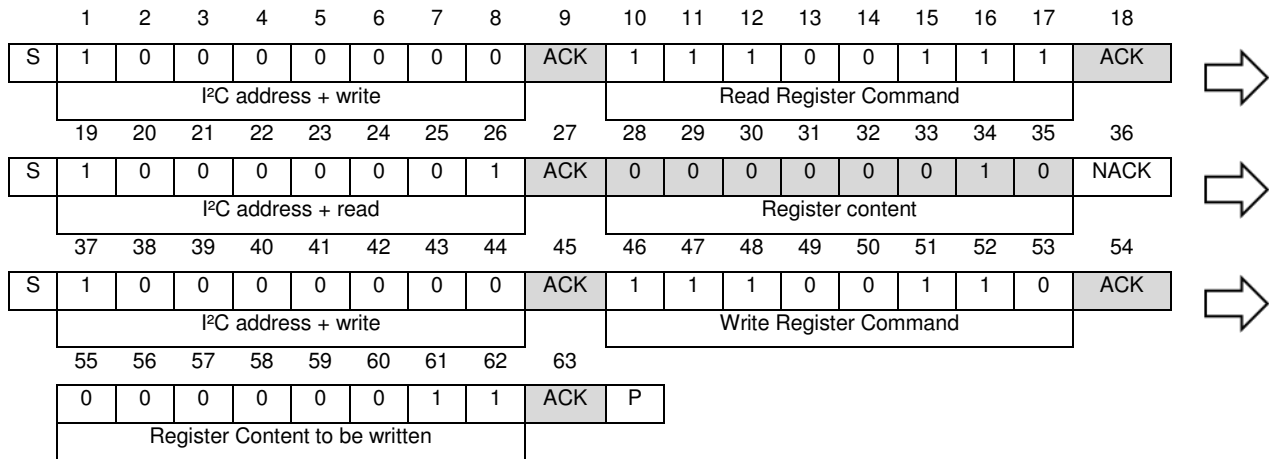 1 2 3 4 5 6 7 8 9 10 11 12 13 14 15 16 17 18
S 1 0 0 0 0 0 0 0 ACK 1 1 1 0 0 1 1 1 ACK
I²C address + write Read Register Command
19 20 21 22 23 24 25 26 27 28 29 30 31 32 33 34 35 36
S 1 0 0 0 0 0 0 1 ACK 0 0 0 0 0 0 1 0 NACK
I²C address + read Register content
37 38 39 40 41 42 43 44 45 46 47 48 49 50 51 52 53 54
S 1 0 0 0 0 0 0 0 ACK 1 1 1 0 0 1 1 0 ACK
I²C address + write Write Register Command
55 56 57 58 59 60 61 62 63
0 0 0 0 0 0 1 1 ACK P
Register Content to be written